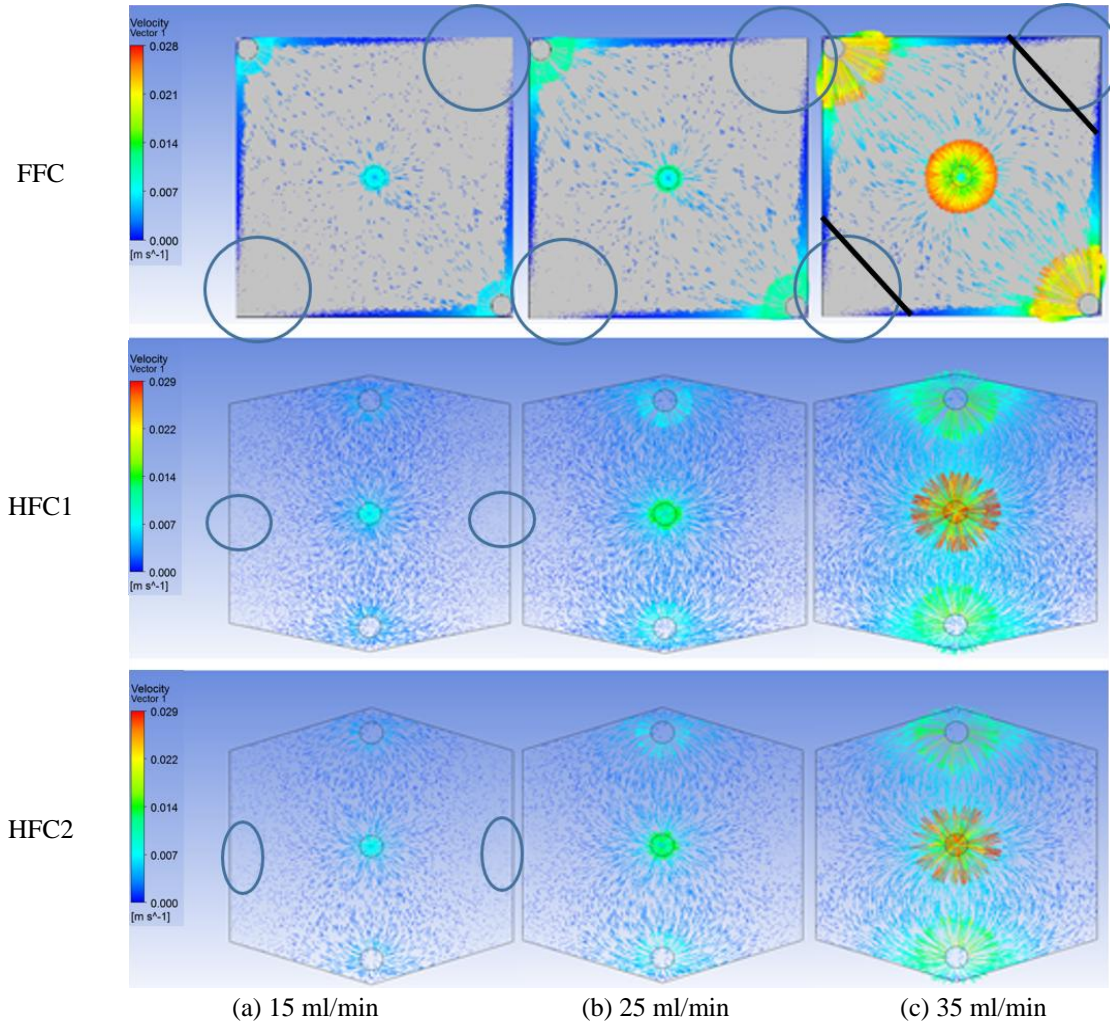 Velocity
Vector 1
0.028
0.021
0.014
0.007
0.000
[m s^-1]
FFC
Velocity
Vector 1
0.029
0.022
0.014
0.007
0.000
[m s^-1]
HFC1
Velocity
Vector 1
0.029
0.022
0.014
0.007
0.000
[m s^-1]
HFC2
(a) 15 ml/min (b) 25 ml/min (c) 35 ml/min